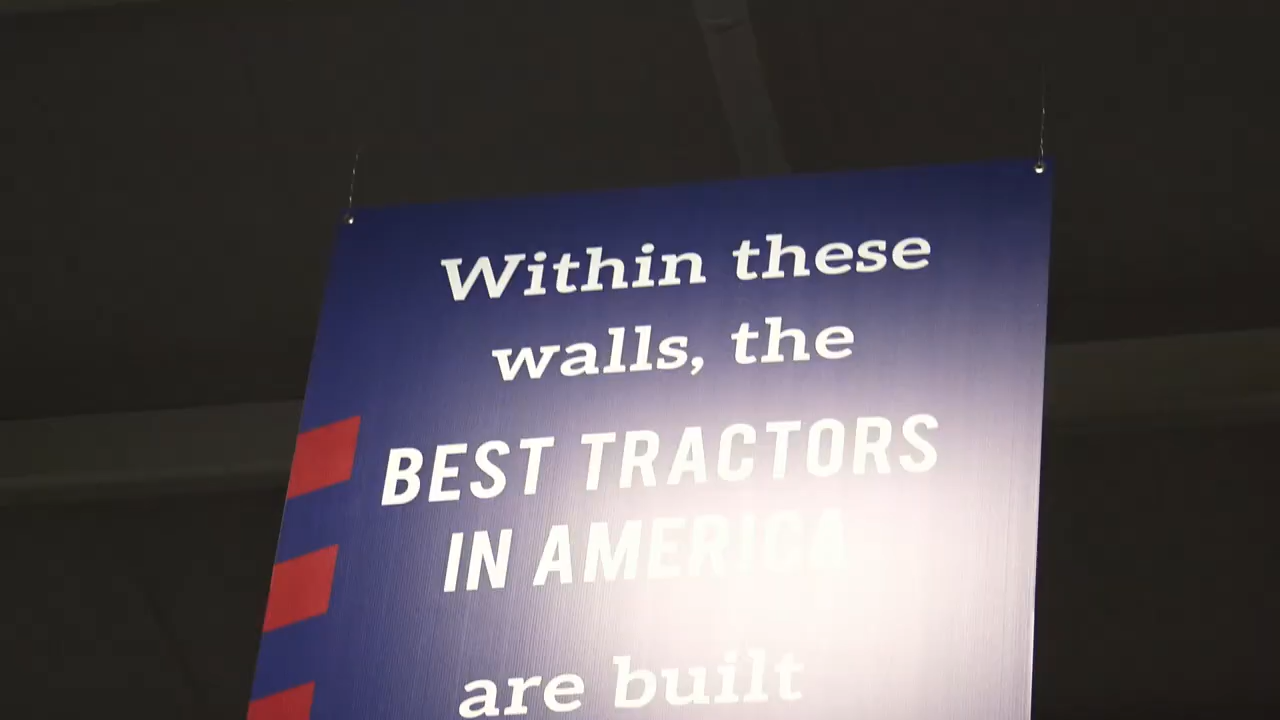 Within these
walls, the
BEST TRACTORS
IN AMERICA
are built